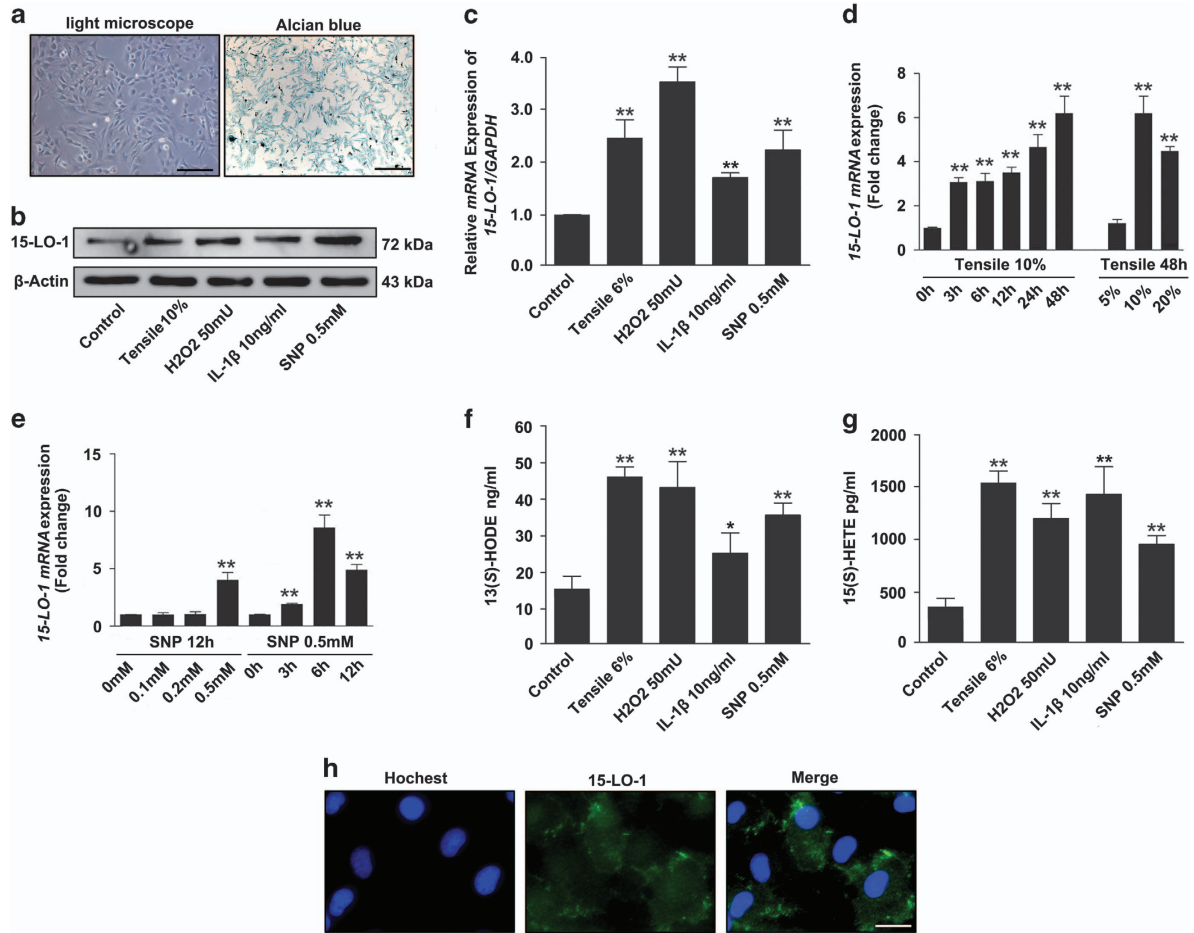 a
light microscope
Alcian blue
b
15-LO-1
72 kDa
β-Actin
43 kDa
Control
Tensile10%
H2O2 50mU
IL-1β 10ng/ml
SNP 0.5mM
c
Relative mRNA Expression of
15-LO-1/GAPDH
4.0
3.0
2.0
1.0
0.0
**
**
**
**
Control
Tensile 6%
H2O2 50mU
IL-1β 10ng/ml
SNP 0.5mM
d
15-LO-1 mRNA expression
(Fold change)
8
6
4
2
0
**
**
**
**
**
**
**
Tensile 10%
Tensile 48h
0h
3h
6h
12h
24h
48h
5%
10%
20%
e
15-LO-1 mRNA expression
(Fold change)
15
10
5
0
**
**
**
**
SNP 12h
SNP 0.5mM
0mM
0.1mM
0.2mM
0.5mM
0h
3h
6h
12h
f
13(S)-HODE ng/ml
60
50
40
30
20
10
0
**
**
*
**
Control
Tensile 6%
H2O2 50mU
IL-1β 10ng/ml
SNP 0.5mM
g
15(S)-HETE pg/ml
2000
1500
1000
500
0
**
**
**
**
Control
Tensile 6%
H2O2 50mU
IL-1β 10ng/ml
SNP 0.5mM
h
Hochest
15-LO-1
Merge